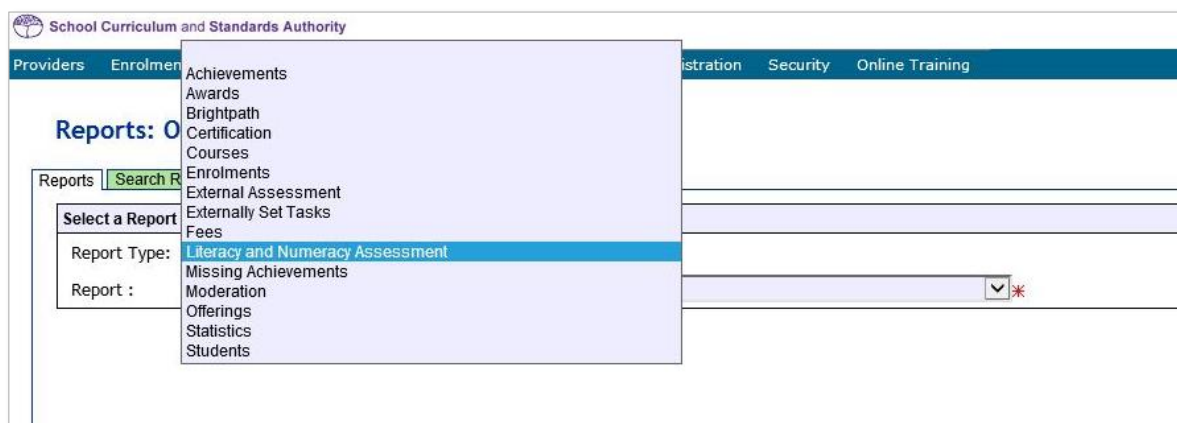 School Curriculum and Standards Authority
Providers Enrolmen istration Security Online Training
Reports: O
Reports Search R
Select a Report
Report Type:
Report :
Achievements
Awards
Brightpath
Certification
Courses
Enrolments
External Assessment
Externally Set Tasks
Fees
Literacy and Numeracy Assessment
Missing Achievements
Moderation
Offerings
Statistics
Students